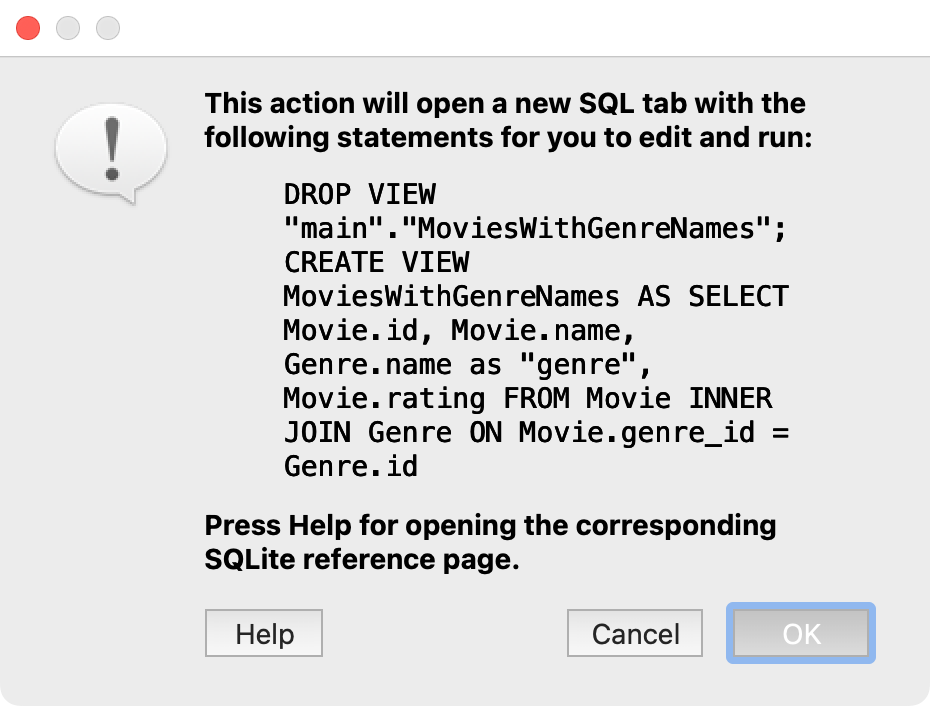 This action will open a new SQL tab with the
following statements for you to edit and run:
DROP VIEW
"main"."MoviesWithGenreNames";
CREATE VIEW
MoviesWithGenreNames AS SELECT
Movie.id, Movie.name,
Genre.name as "genre",
Movie.rating FROM Movie INNER
JOIN Genre ON Movie.genre_id =
Genre.id
Press Help for opening the corresponding
SQLite reference page.
Help Cancel OK